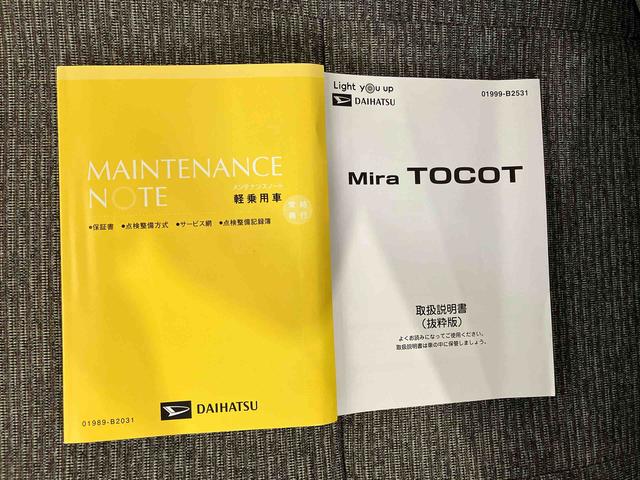 MAINTENANCE
NOTE
メンテナンスノート
軽乗用車
●保証書 ●点検整備方式 ●サービス網 ●点検整備記録簿
DAIHATSU
01989-B2031
Light you up
DAIHATSU
01999-B2531
Mira TOCOT
取扱説明書
(抜粋版)
よくお読みになってご使用ください。
取扱説明書は車の中に保管しましょう。